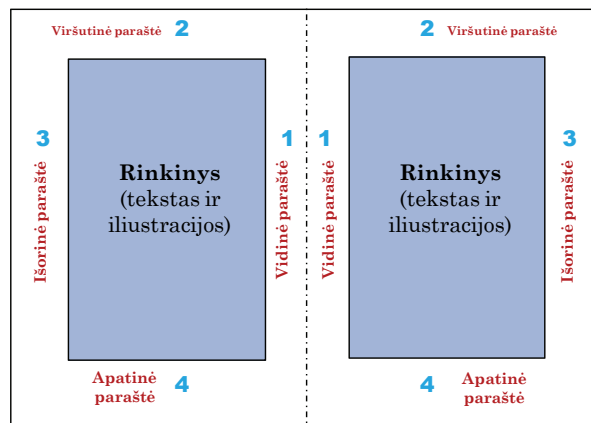 Viršutinė paraštė 2
2 Viršutinė paraštė
3
1
1
3
Išorinė paraštė
Rinkinys
(tekstas ir
iliustracijos)
Vidinė paraštė
Vidinė paraštė
Rinkinys
(tekstas ir
iliustracijos)
Išorinė paraštė
Apatinė
paraštė
4
4
Apatinė
paraštė